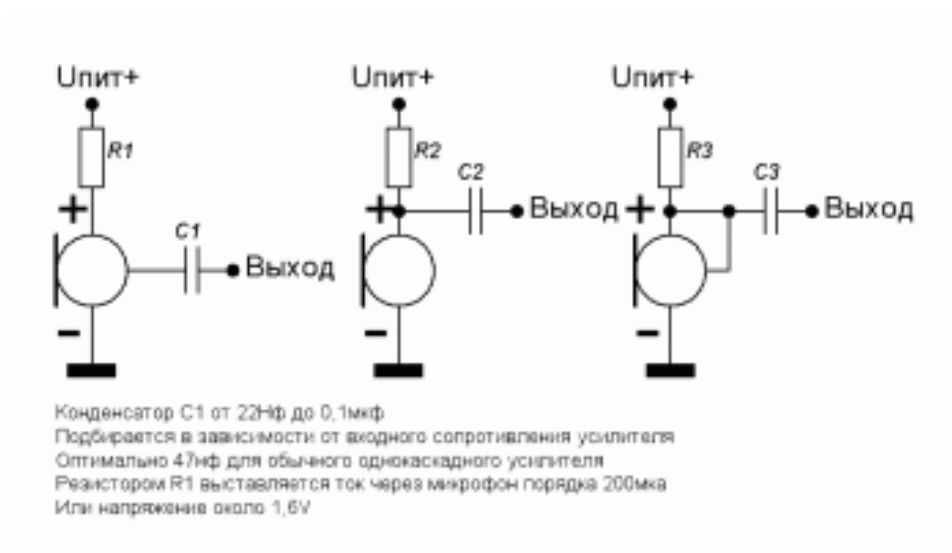 Uпит+ Uпит+ Uпит+
R1 R2 R3
C2 C3
+ + Выход + Выход
C1
Выход
- - -
Конденсатор C1 от 22Нф до 0,1мкф
Подбирается в зависимости от входного сопротивления усилителя
Оптимально 47нф для обычного однокаскадного усилителя
Резистором R1 выставляется ток через микрофон порядка 200мка
Или напряжение около 1,6V